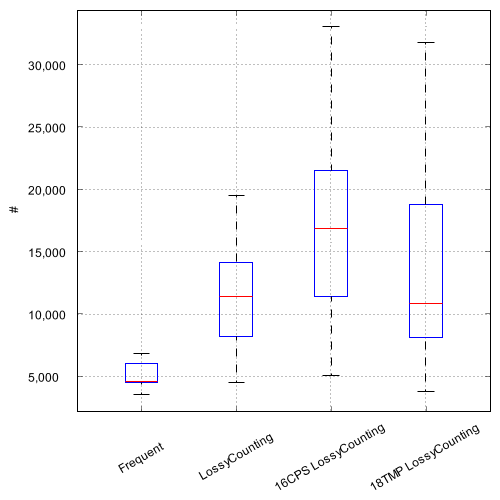 30,000
25,000
20,000
#
15,000
10,000
5,000
Frequent
LossyCounting
16CPS LossyCounting
18TMP LossyCounting